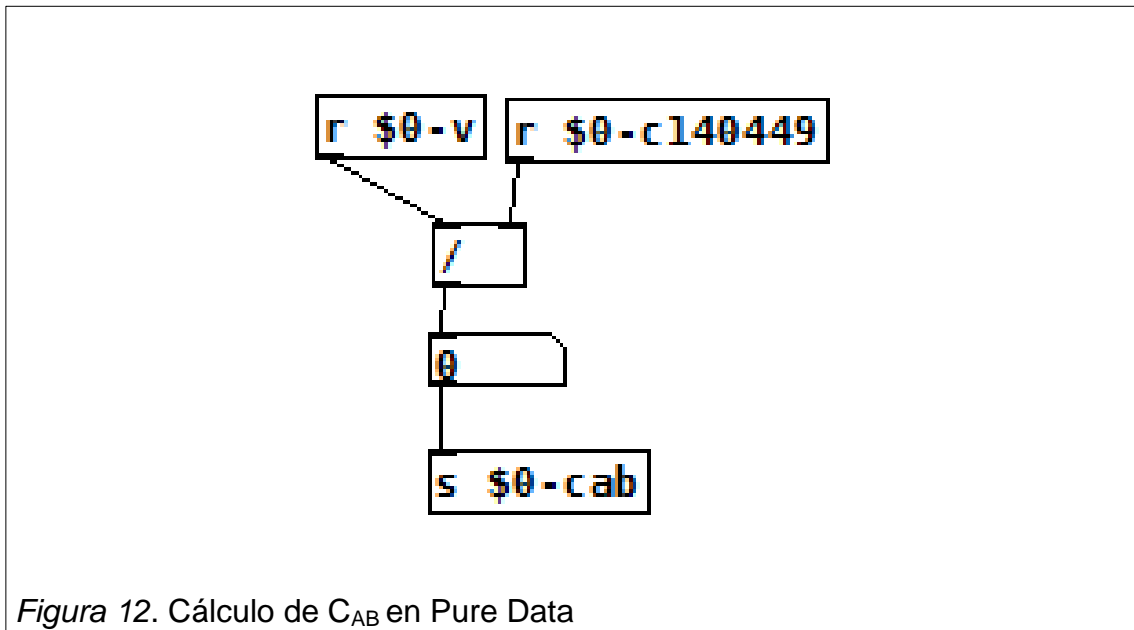 r $0-v
r $0-c140449
/
0
s $0-cab
Figura 12. Cálculo de CAB en Pure Data